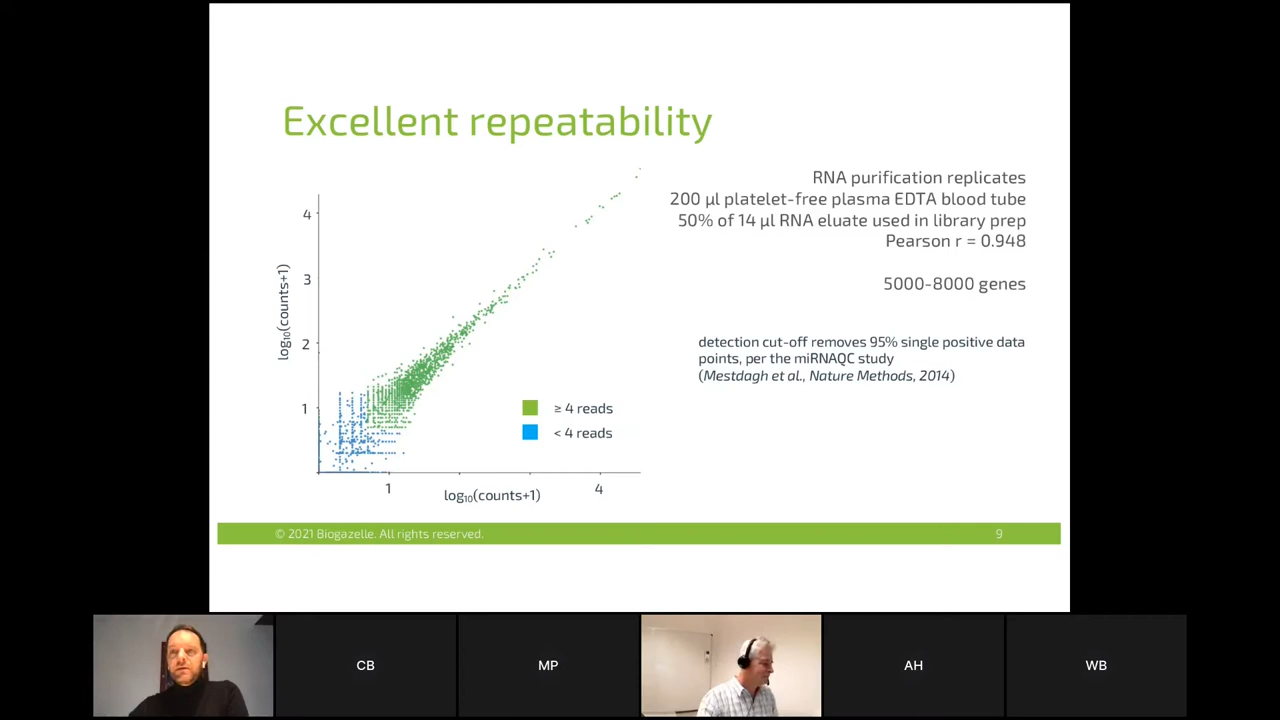 Excellent repeatability
RNA purification replicates
200 µl platelet-free plasma EDTA blood tube
50% of 14 µl RNA eluate used in library prep
Pearson r = 0.948
5000-8000 genes
detection cut-off removes 95% single positive data
points, per the miRNAQC study
(Mestdagh et al., Nature Methods, 2014)
4
3
2
1
log₁₀(counts+1)
≥ 4 reads
< 4 reads
1
4
log₁₀(counts+1)
© 2021 Biogazelle. All rights reserved.
9
CB
MP
AH
WB